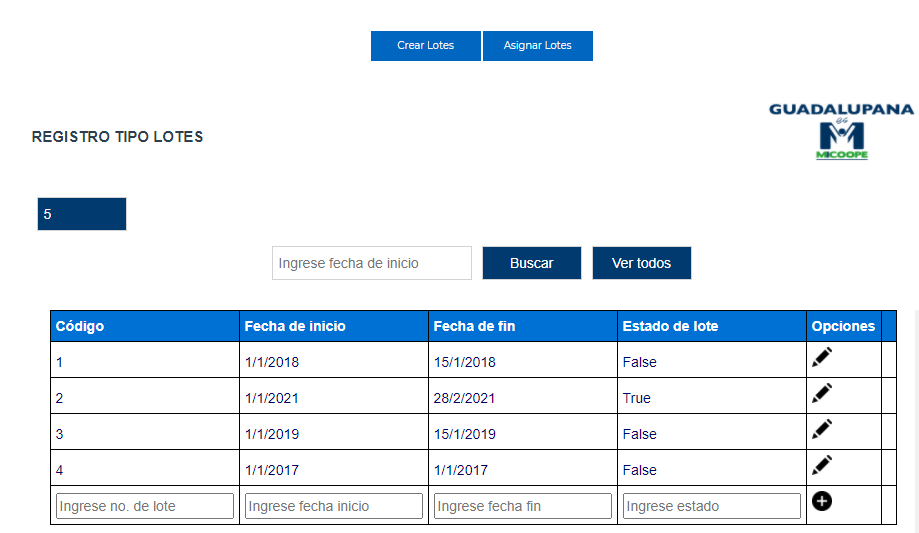 Crear Lotes Asignar Lotes
GUADALUPANA
es
MICOOPE
REGISTRO TIPO LOTES
5
Ingrese fecha de inicio Buscar Ver todos
Código Fecha de inicio Fecha de fin Estado de lote Opciones
1 1/1/2018 15/1/2018 False
2 1/1/2021 28/2/2021 True
3 1/1/2019 15/1/2019 False
4 1/1/2017 1/1/2017 False
Ingrese no. de lote Ingrese fecha inicio Ingrese fecha fin Ingrese estado